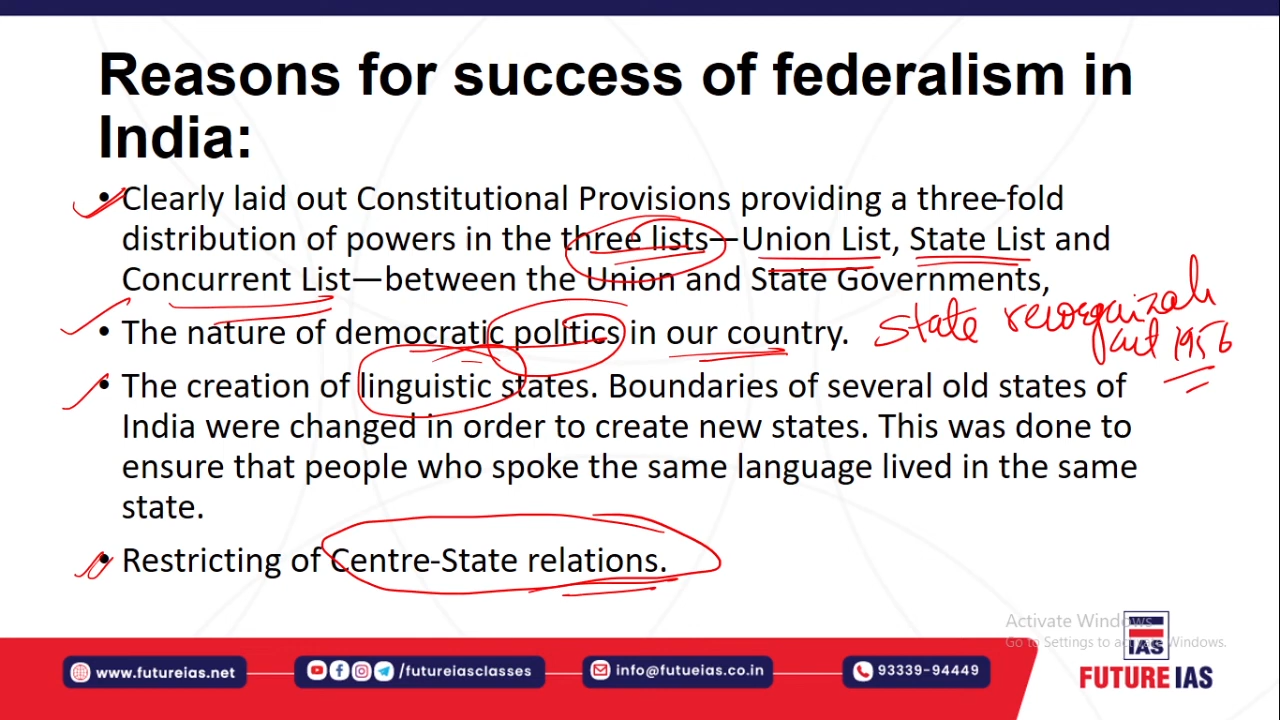 Reasons for success of federalism in
India:
• Clearly laid out Constitutional Provisions providing a three-fold
distribution of powers in the three lists—Union List, State List and
Concurrent List—between the Union and State Governments,
• The nature of democratic politics in our country.
State reorganizati
act 1956
• The creation of linguistic states. Boundaries of several old states of
India were changed in order to create new states. This was done to
ensure that people who spoke the same language lived in the same
state.
• Restricting of Centre-State relations.
Activate Windows
Go to Settings to activate Windows.
IAS
FUTURE IAS
www.futureias.net
/futureiasclasses
info@futueias.co.in
93339-94449